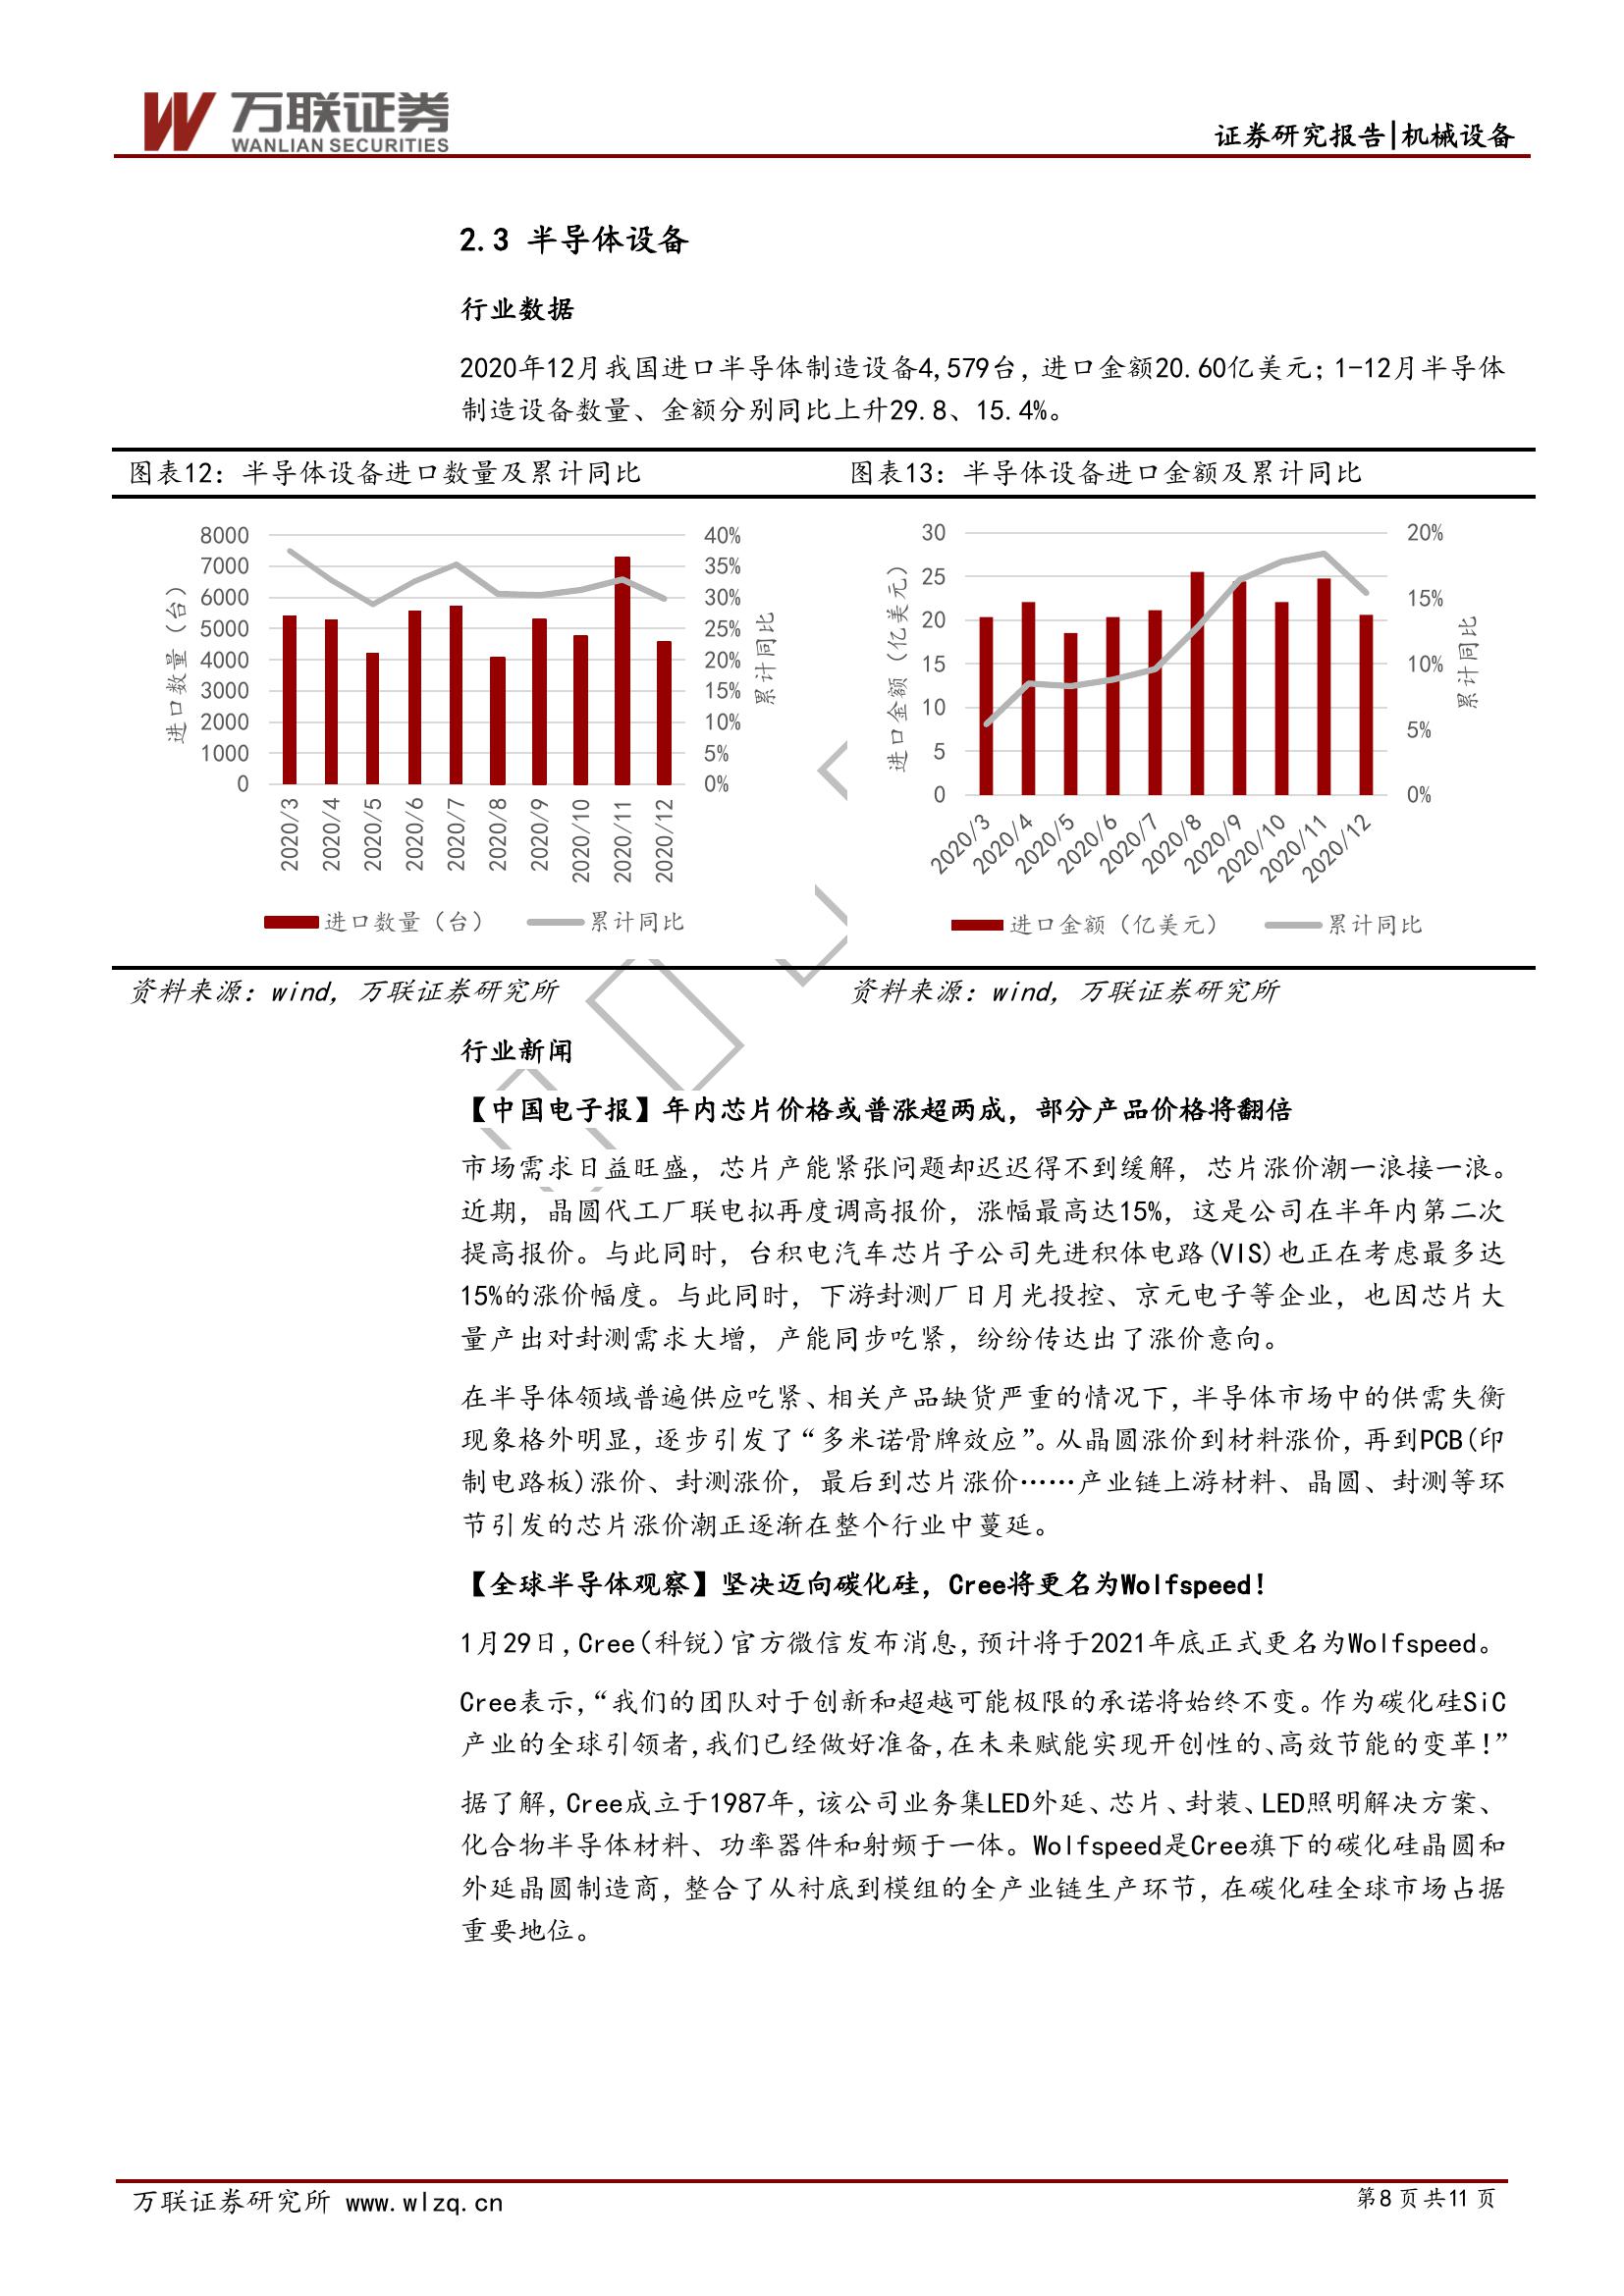 万联证券
WANLIAN SECURITIES
证券研究报告|机械设备
2.3 半导体设备
行业数据
2020年12月我国进口半导体制造设备4,579台，进口金额20.60亿美元；1-12月半导体
制造设备数量、金额分别同比上升29.8、15.4%。
图表12：半导体设备进口数量及累计同比
图表13：半导体设备进口金额及累计同比
8000
7000
6000
5000
4000
3000
2000
1000
0
进口数量（台）
40%
35%
30%
25%
20%
15%
10%
5%
0%
累计同比
2020/3
2020/4
2020/5
2020/6
2020/7
2020/8
2020/9
2020/10
2020/11
2020/12
进口数量（台）
累计同比
30
25
20
15
10
5
0
进口金额（亿美元）
20%
15%
10%
5%
0%
累计同比
2020/3
2020/4
2020/5
2020/6
2020/7
2020/8
2020/9
2020/10
2020/11
2020/12
进口金额（亿美元）
累计同比
资料来源：wind, 万联证券研究所
资料来源：wind, 万联证券研究所
行业新闻
【中国电子报】年内芯片价格或普涨超两成，部分产品价格将翻倍
市场需求日益旺盛，芯片产能紧张问题却迟迟得不到缓解，芯片涨价潮一浪接一浪。
近期，晶圆代工厂联电拟再度调高报价，涨幅最高达15%，这是公司在半年内第二次
提高报价。与此同时，台积电汽车芯片子公司先进积体电路(VIS)也正在考虑最多达
15%的涨价幅度。与此同时，下游封测厂日月光投控、京元电子等企业，也因芯片大
量产出对封测需求大增，产能同步吃紧，纷纷传达出了涨价意向。
在半导体领域普遍供应吃紧、相关产品缺货严重的情况下，半导体市场中的供需失衡
现象格外明显，逐步引发了“多米诺骨牌效应”。从晶圆涨价到材料涨价，再到PCB(印
制电路板)涨价、封测涨价，最后到芯片涨价……产业链上游材料、晶圆、封测等环
节引发的芯片涨价潮正逐渐在整个行业中蔓延。
【全球半导体观察】坚决迈向碳化硅，Cree将更名为Wolfspeed！
1月29日，Cree（科锐）官方微信发布消息，预计将于2021年底正式更名为Wolfspeed。
Cree表示，“我们的团队对于创新和超越可能极限的承诺将始终不变。作为碳化硅SiC
产业的全球引领者，我们已经做好准备，在未来赋能实现开创性的、高效节能的变革！”
据了解，Cree成立于1987年，该公司业务集LED外延、芯片、封装、LED照明解决方案、
化合物半导体材料、功率器件和射频于一体。Wolfspeed是Cree旗下的碳化硅晶圆和
外延晶圆制造商，整合了从衬底到模组的全产业链生产环节，在碳化硅全球市场占据
重要地位。
万联证券研究所 www.wlzq.cn
第8页共11页